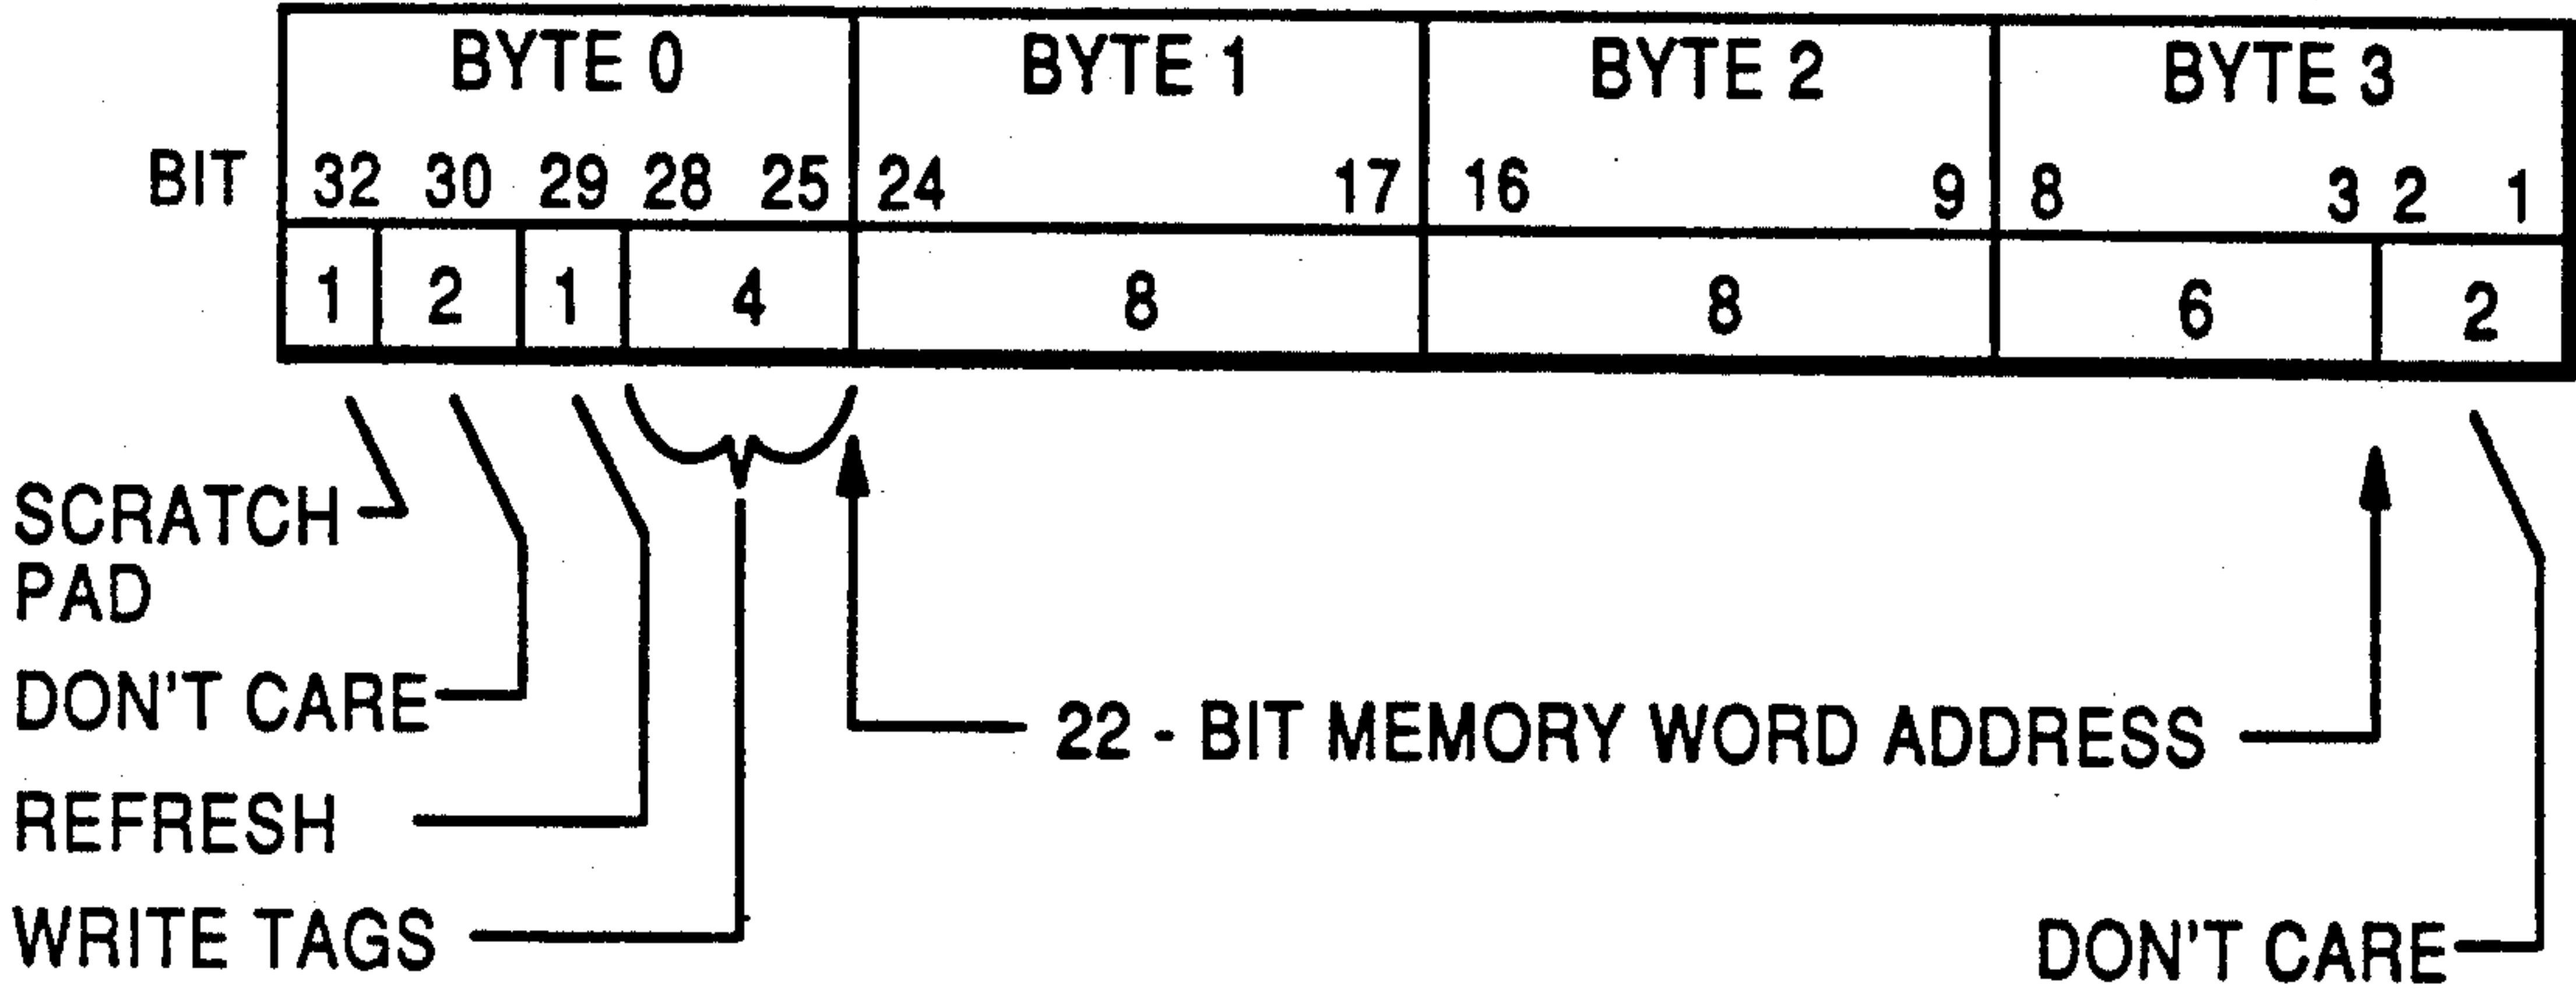 BYTE 0 BYTE 1 BYTE 2 BYTE 3
BIT 32 30 29 28 25 24 17 16 9 8 3 2 1
1 2 1 4 8 8 6 2
SCRATCH
PAD
DON'T CARE
22 - BIT MEMORY WORD ADDRESS
REFRESH
WRITE TAGS
DON'T CARE